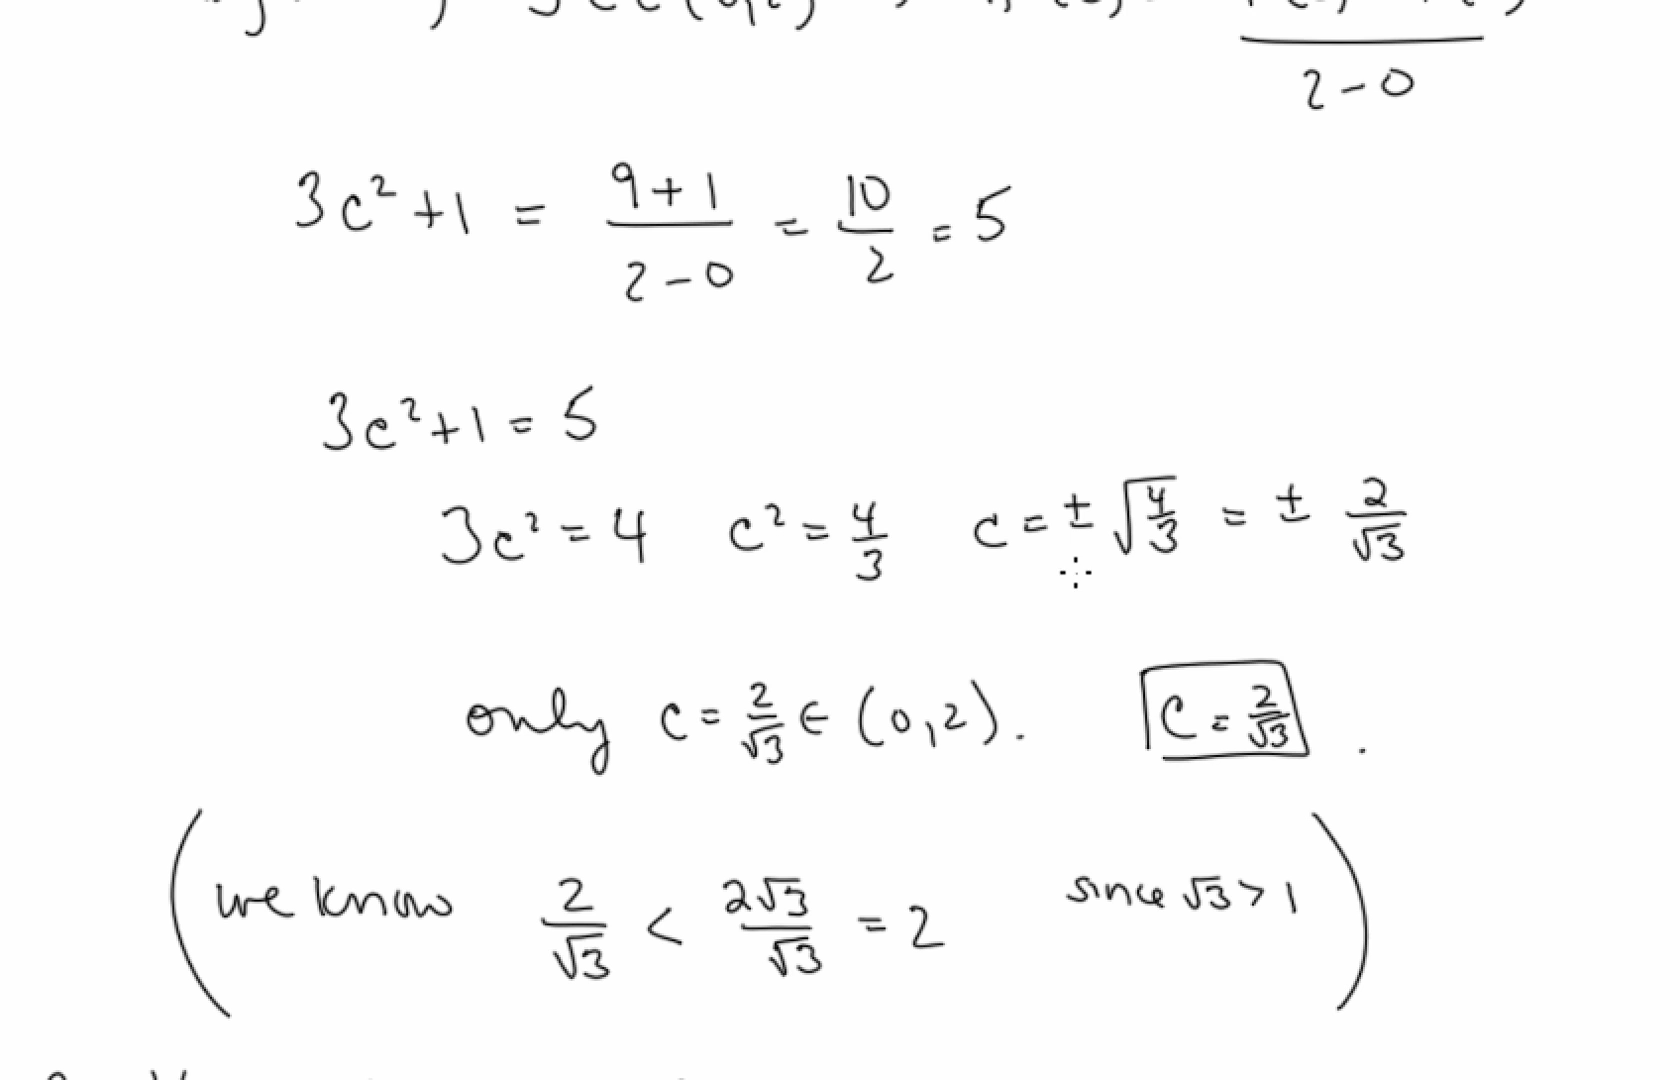 2-0
3c²+1 = (9+1)/(2-0) = 10/2 = 5
3c²+1 = 5
3c² = 4 c² = 4/3 c = ± √(4/3) = ± 2/√3
only c = 2/√3 ∈ (0,2). C = 2/√3 .
(we know 2/√3 < 2√3/√3 = 2 since √3 > 1)